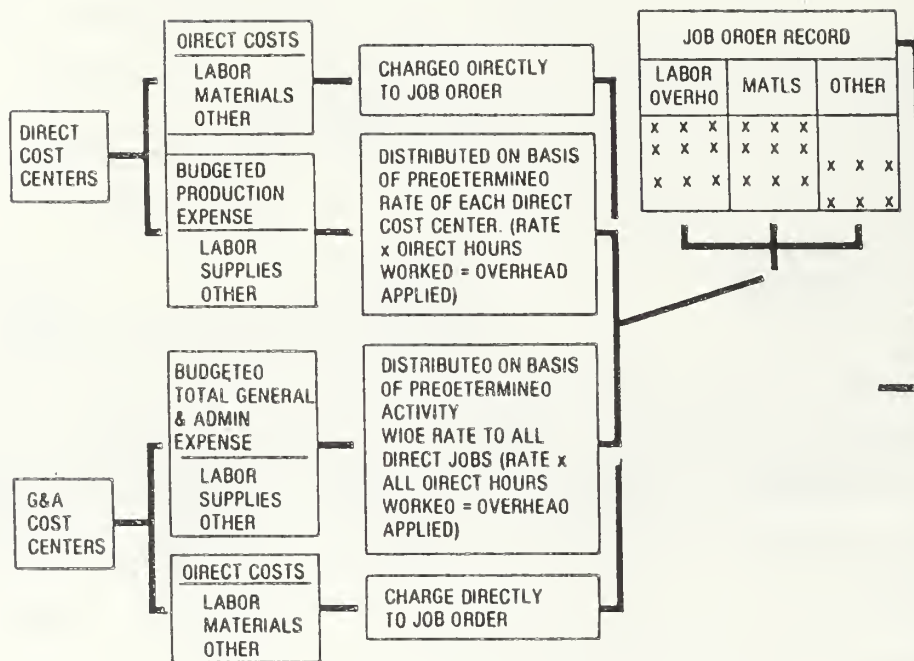 DIRECT
COST
CENTERS
OIRECT COSTS
LABOR
MATERIALS
OTHER
CHARGEO OIRECTLY
TO JOB OROER
BUDGETED
PRODUCTION
EXPENSE
LABOR
SUPPLIES
OTHER
DISTRIBUTED ON BASIS
OF PREOETERMINEO
RATE OF EACH DIRECT
COST CENTER. (RATE
x OIRECT HOURS
WORKED = OVERHEAD
APPLIED)
JOB OROER RECORD
LABOR
OVERHO
MATLS
OTHER
x x x x x x
x x x x x x
x x x
x x x x x x
x x x
G&A
COST
CENTERS
BUDGETEO
TOTAL GENERAL
& ADMIN
EXPENSE
LABOR
SUPPLIES
OTHER
DISTRIBUTEO ON BASIS
OF PREOETERMINEO
ACTIVITY
WIOE RATE TO ALL
DIRECT JOBS (RATE x
ALL OIRECT HOURS
WORKEO = OVERHEAO
APPLIED)
OIRECT COSTS
LABOR
MATERIALS
OTHER
CHARGE DIRECTLY
TO JOB ORDER